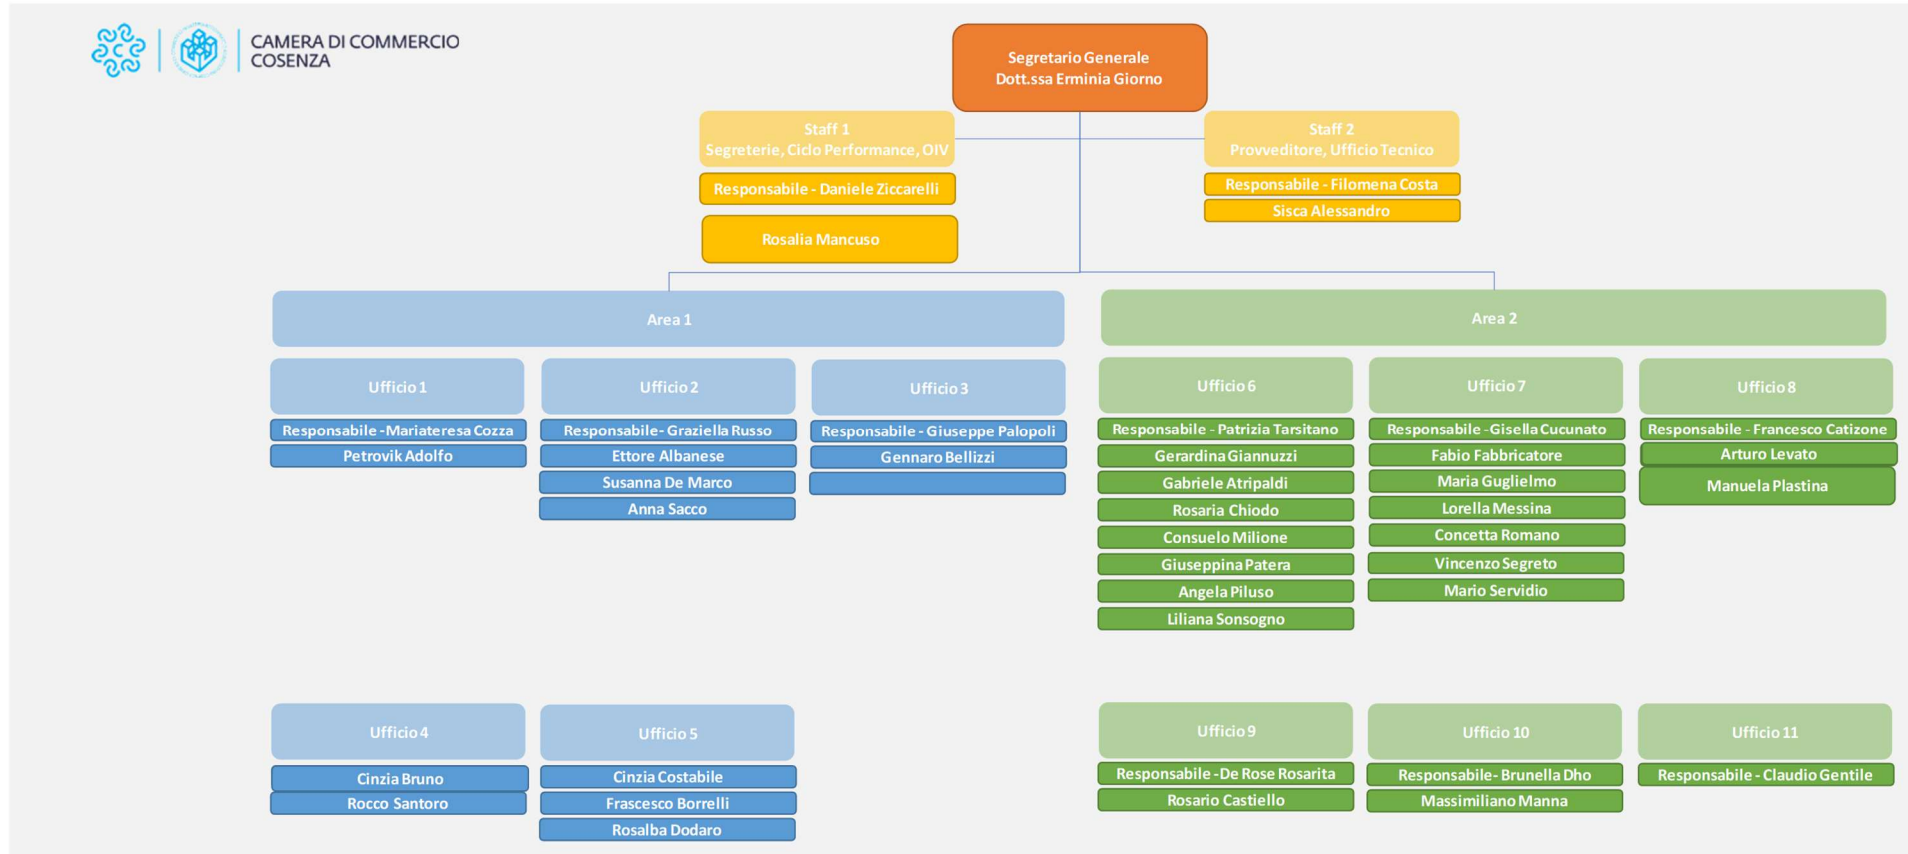 CAMERA DI COMMERCIO
COSENZA
Segretario Generale
Dott.ssa Erminia Giorno
Staff 1
Segreterie, Ciclo Performance, OIV
Responsabile - Daniele Ziccarelli
Rosalia Mancuso
Staff 2
Provveditore, Ufficio Tecnico
Responsabile - Filomena Costa
Sisca Alessandro
Area 1
Ufficio 1
Responsabile -Mariateresa Cozza
Petrovik Adolfo
Ufficio 2
Responsabile- Graziella Russo
Ettore Albanese
Susanna De Marco
Anna Sacco
Ufficio 3
Responsabile - Giuseppe Palopoli
Gennaro Bellizzi
Ufficio 4
Cinzia Bruno
Rocco Santoro
Ufficio 5
Cinzia Costabile
Frascesco Borrelli
Rosalba Dodaro
Area 2
Ufficio 6
Responsabile - Patrizia Tarsitano
Gerardina Giannuzzi
Gabriele Atripaldi
Rosaria Chiodo
Consuelo Milione
Giuseppina Patera
Angela Piluso
Liliana Sonsogno
Ufficio 7
Responsabile -Gisella Cucunato
Fabio Fabbricatore
Maria Guglielmo
Lorella Messina
Concetta Romano
Vincenzo Segreto
Mario Servidio
Ufficio 8
Responsabile - Francesco Catizone
Arturo Levato
Manuela Plastina
Ufficio 9
Responsabile -De Rose Rosarita
Rosario Castiello
Ufficio 10
Responsabile- Brunella Dho
Massimiliano Manna
Ufficio 11
Responsabile - Claudio Gentile